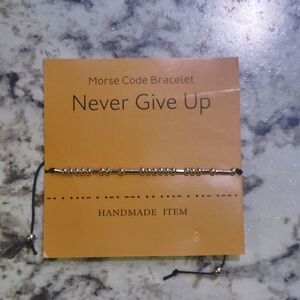 Morse Code Bracelet
Never Give Up
HANDMADE ITEM